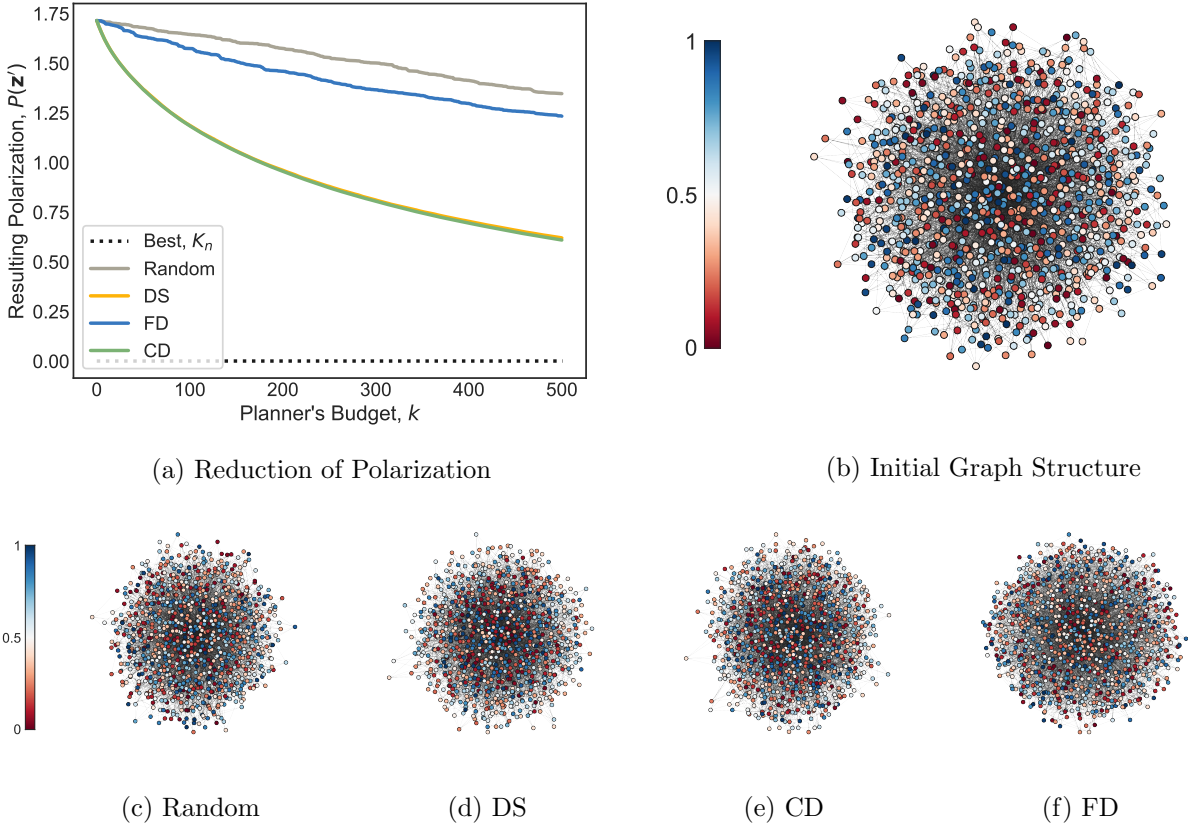 1.75
1.50
1.25
1.00
0.75
0.50
0.25
0.00
Resulting Polarization, P(z′)
Best, Kₙ
Random
DS
FD
CD
0 100 200 300 400 500
Planner's Budget, k
(a) Reduction of Polarization
1
0.5
0
(b) Initial Graph Structure
1
0.5
0
(c) Random
(d) DS
(e) CD
(f) FD